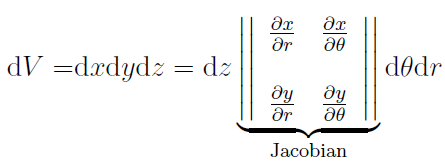 dV = dxdydz = dz || ∂x/∂r ∂x/∂θ ∂y/∂r ∂y/∂θ || dθdr
Jacobian